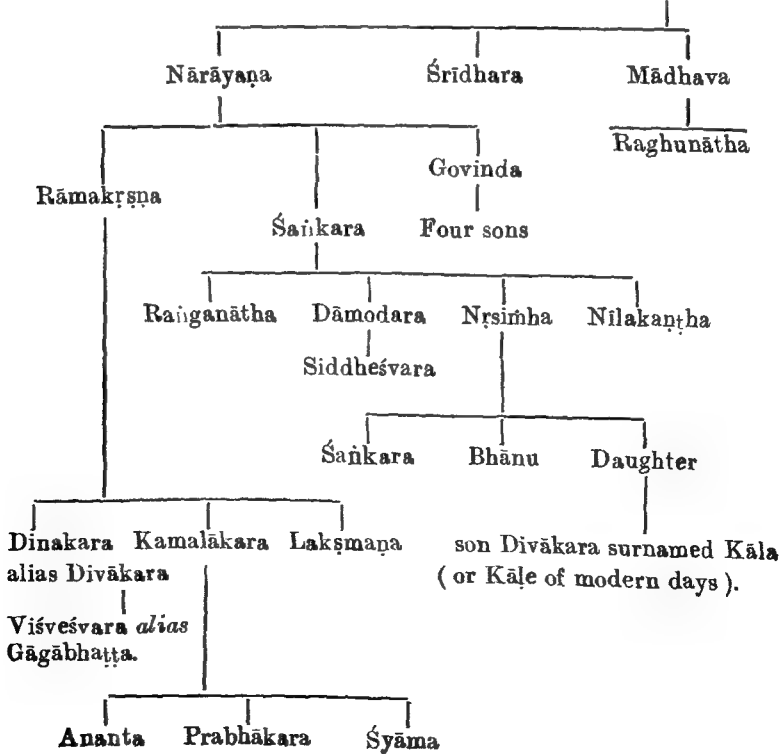 Nārāyaṇa Śrīdhara Mādhava
Raghunātha
Govinda
Rāmakṛṣṇa
Śaṅkara Four sons
Raṅganātha Dāmodara Nṛsiṁha Nīlakaṇṭha
Siddheśvara
Śaṅkara Bhānu Daughter
Dinakara Kamalākara Lakṣmaṇa son Divākara surnamed Kāla
alias Divākara ( or Kāḷe of modern days ).
Viśveśvara alias
Gāgābhaṭṭa.
Ananta Prabhākara Śyāma